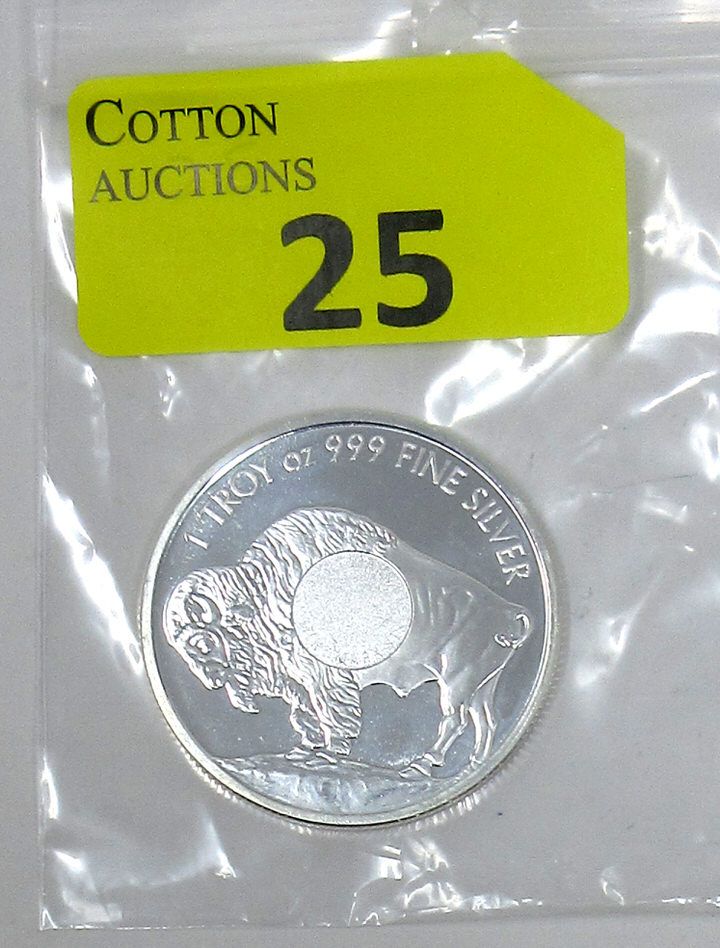 COTTON
AUCTIONS
25
1 TROY oz 999 FINE SILVER